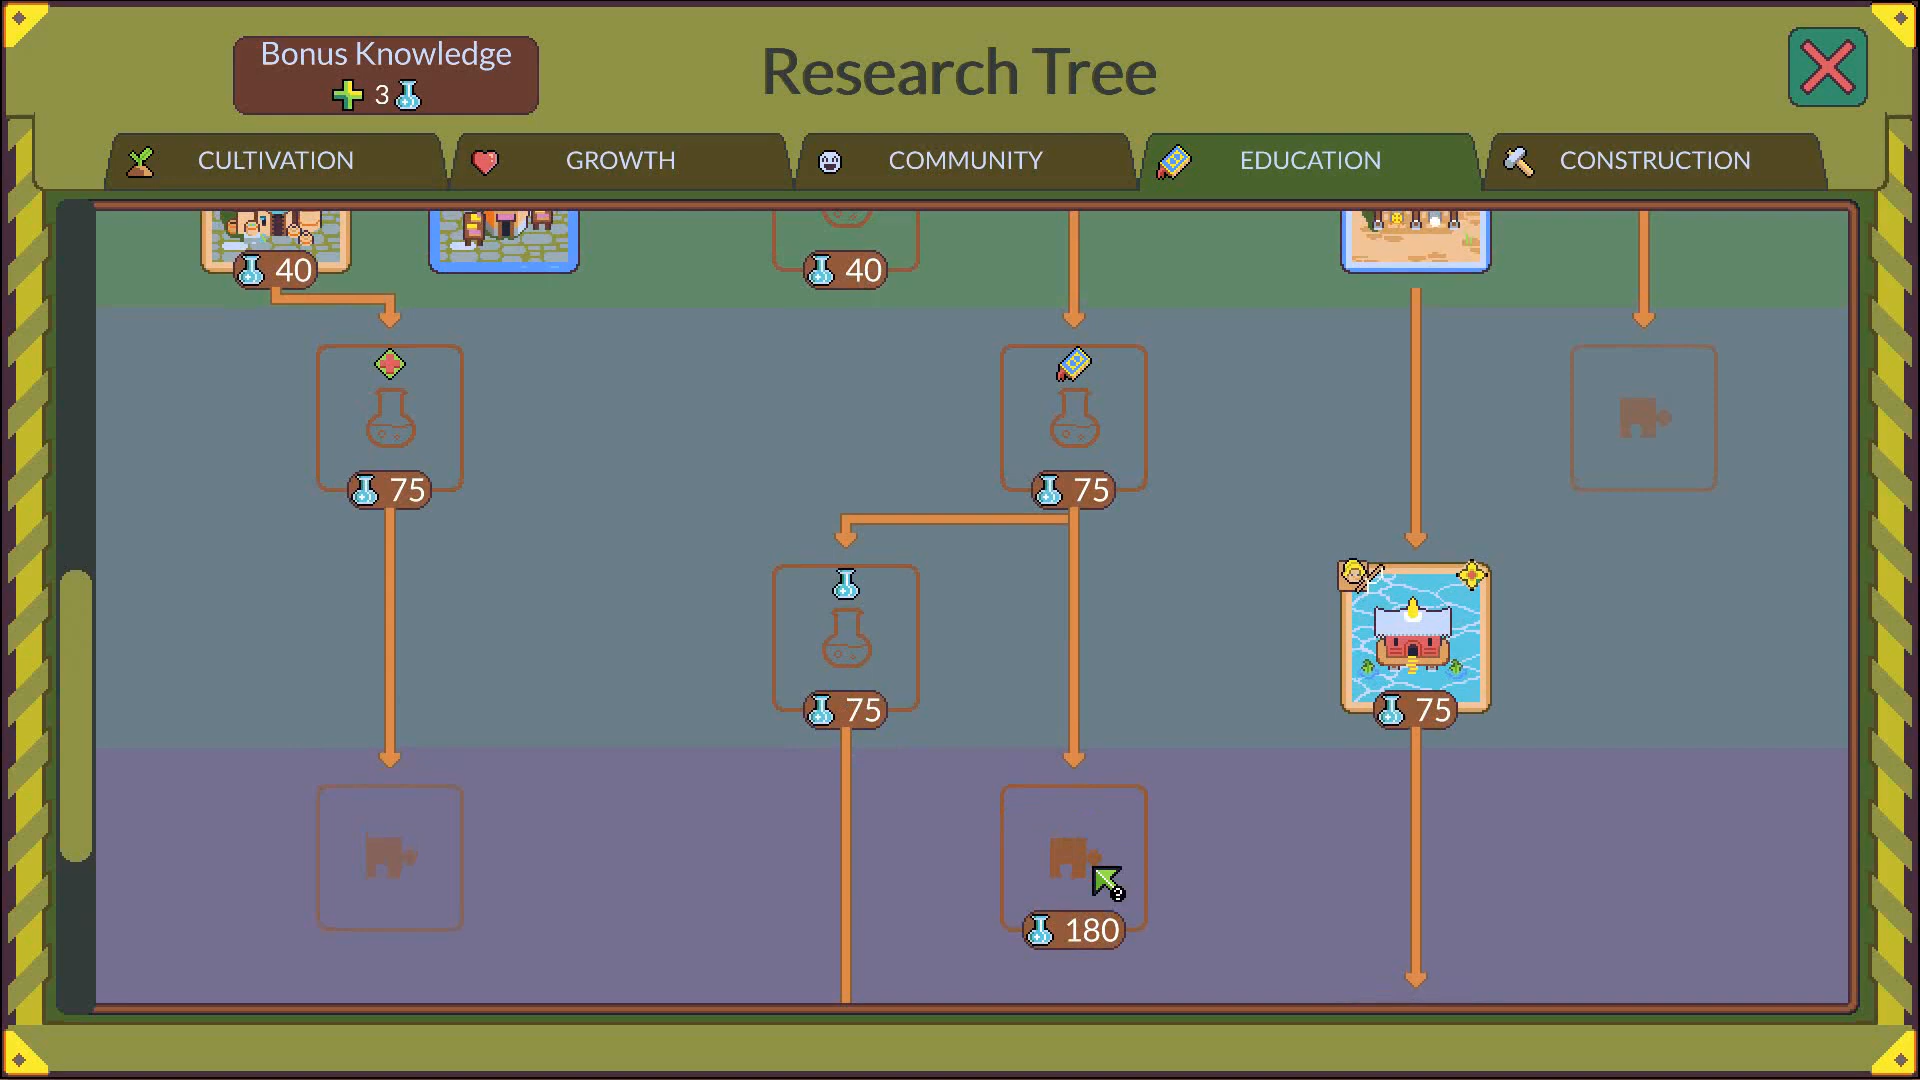 Bonus Knowledge
3
Research Tree
CULTIVATION
GROWTH
COMMUNITY
EDUCATION
CONSTRUCTION
40
40
75
75
75
75
180